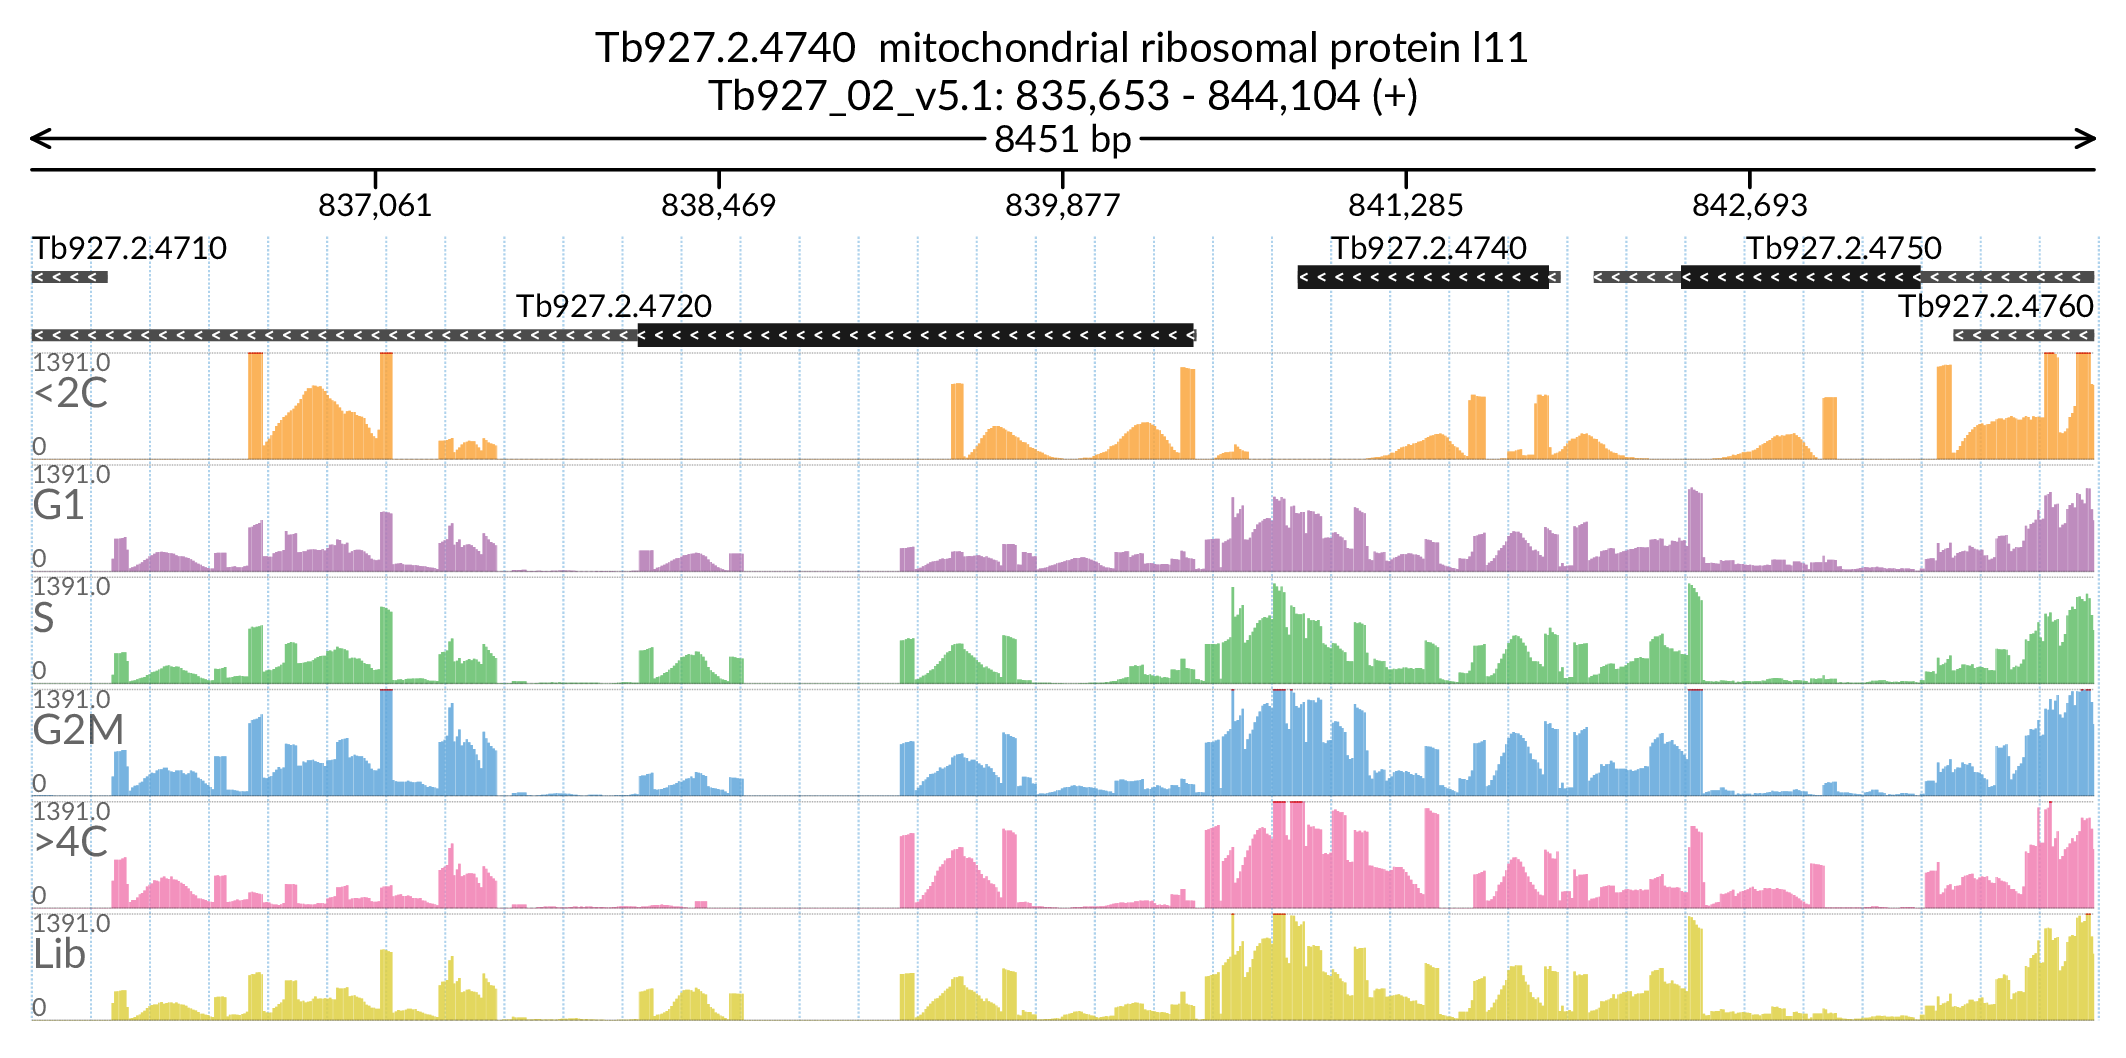 Tb927.2.4740  mitochondrial ribosomal protein l11
Tb927_02_v5.1: 835,653 - 844,104 (+)
8451 bp
837,061 838,469 839,877 841,285 842,693
Tb927.2.4710 Tb927.2.4740 Tb927.2.4750
Tb927.2.4720 Tb927.2.4760
1391.0
<2C
0
1391.0
G1
0
1391.0
S
0
1391.0
G2M
0
1391.0
>4C
0
1391.0
Lib
0